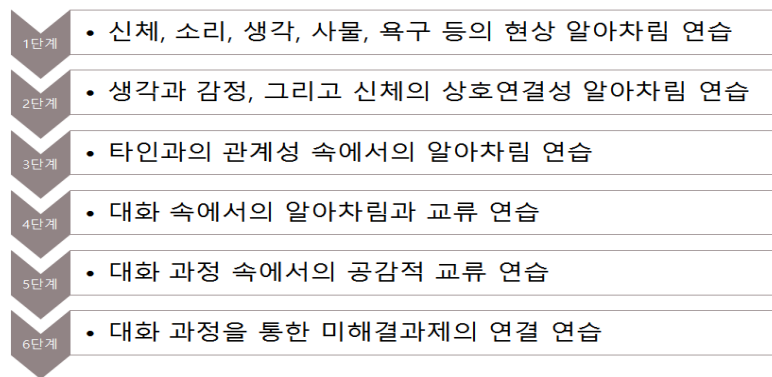 1단계
• 신체, 소리, 생각, 사물, 욕구 등의 현상 알아차림 연습
2단계
• 생각과 감정, 그리고 신체의 상호연결성 알아차림 연습
3단계
• 타인과의 관계성 속에서의 알아차림 연습
4단계
• 대화 속에서의 알아차림과 교류 연습
5단계
• 대화 과정 속에서의 공감적 교류 연습
6단계
• 대화 과정을 통한 미해결과제의 연결 연습